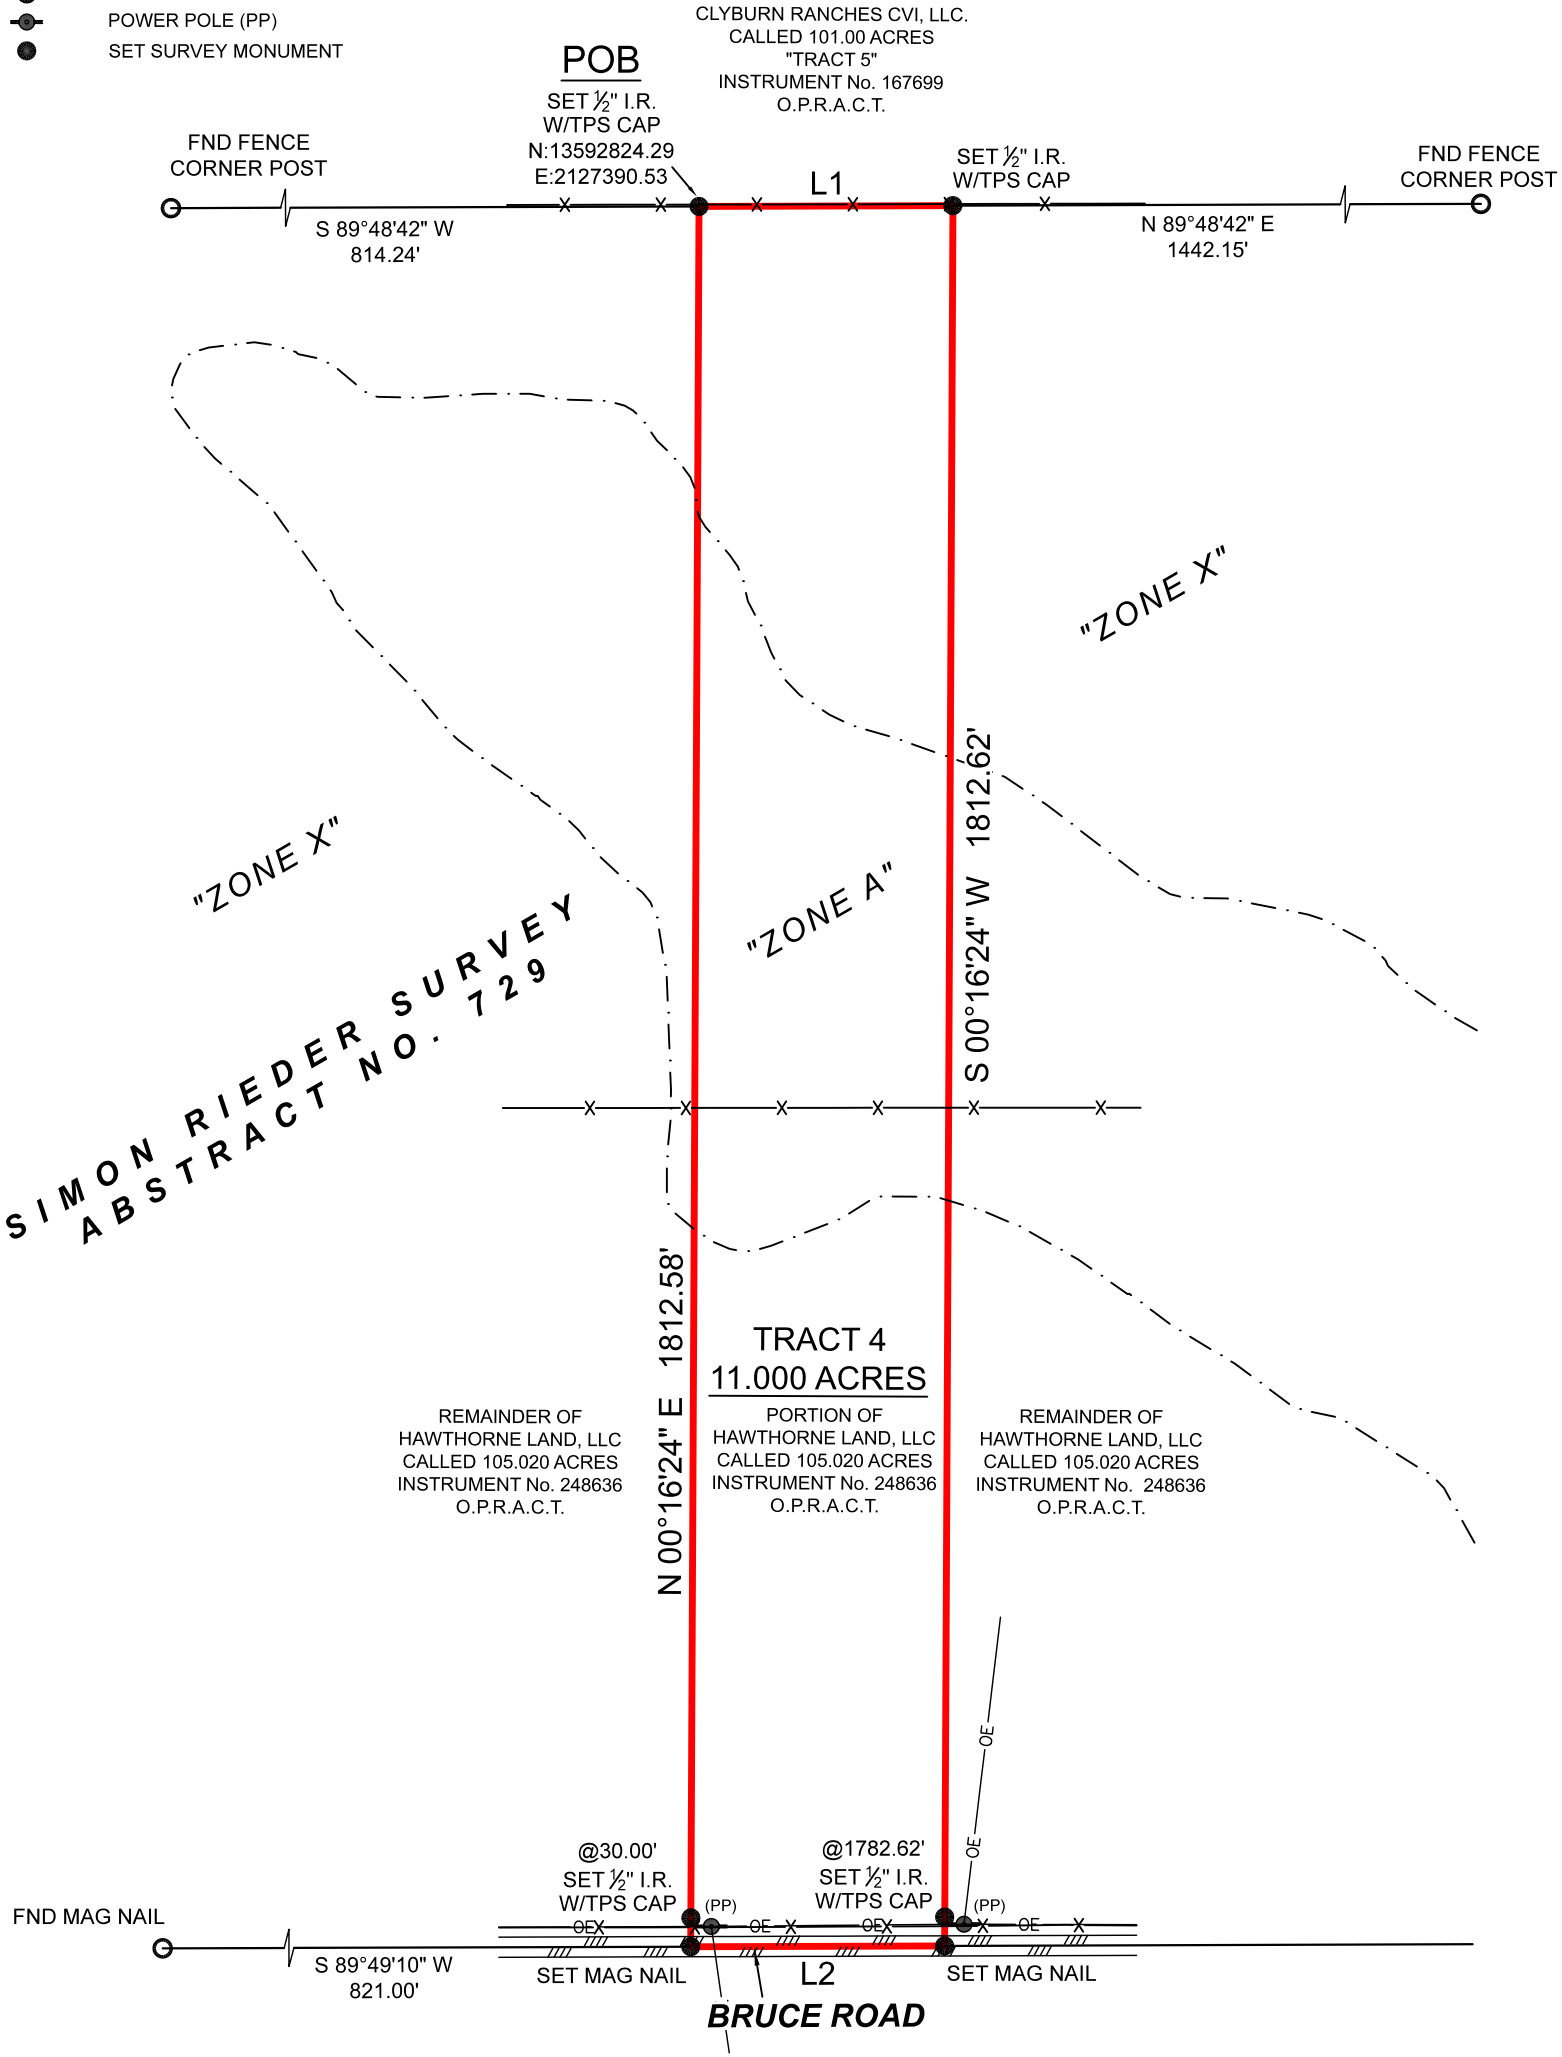 POWER POLE (PP)
SET SURVEY MONUMENT
CLYBURN RANCHES CVI, LLC.
CALLED 101.00 ACRES
"TRACT 5"
INSTRUMENT No. 167699
O.P.R.A.C.T.
POB
SET ½" I.R.
W/TPS CAP
N:13592824.29
E:2127390.53
FND FENCE
CORNER POST
L1
SET ½" I.R.
W/TPS CAP
FND FENCE
CORNER POST
X X X X X
S 89°48'42" W
814.24'
N 89°48'42" E
1442.15'
"ZONE X"
S 00°16'24" W 1812.62'
"ZONE X"
"ZONE A"
SIMON RIEDER SURVEY
ABSTRACT NO. 729
X X X X X X
N 00°16'24" E 1812.58'
TRACT 4
11.000 ACRES
REMAINDER OF
HAWTHORNE LAND, LLC
CALLED 105.020 ACRES
INSTRUMENT No. 248636
O.P.R.A.C.T.
PORTION OF
HAWTHORNE LAND, LLC
CALLED 105.020 ACRES
INSTRUMENT No. 248636
O.P.R.A.C.T.
REMAINDER OF
HAWTHORNE LAND, LLC
CALLED 105.020 ACRES
INSTRUMENT No. 248636
O.P.R.A.C.T.
OE
OE
@30.00'
SET ½" I.R.
W/TPS CAP
(PP)
@1782.62'
SET ½" I.R.
W/TPS CAP
(PP)
OE X X OE X OE X X OE X
FND MAG NAIL
S 89°49'10" W
821.00'
SET MAG NAIL
L2
SET MAG NAIL
BRUCE ROAD